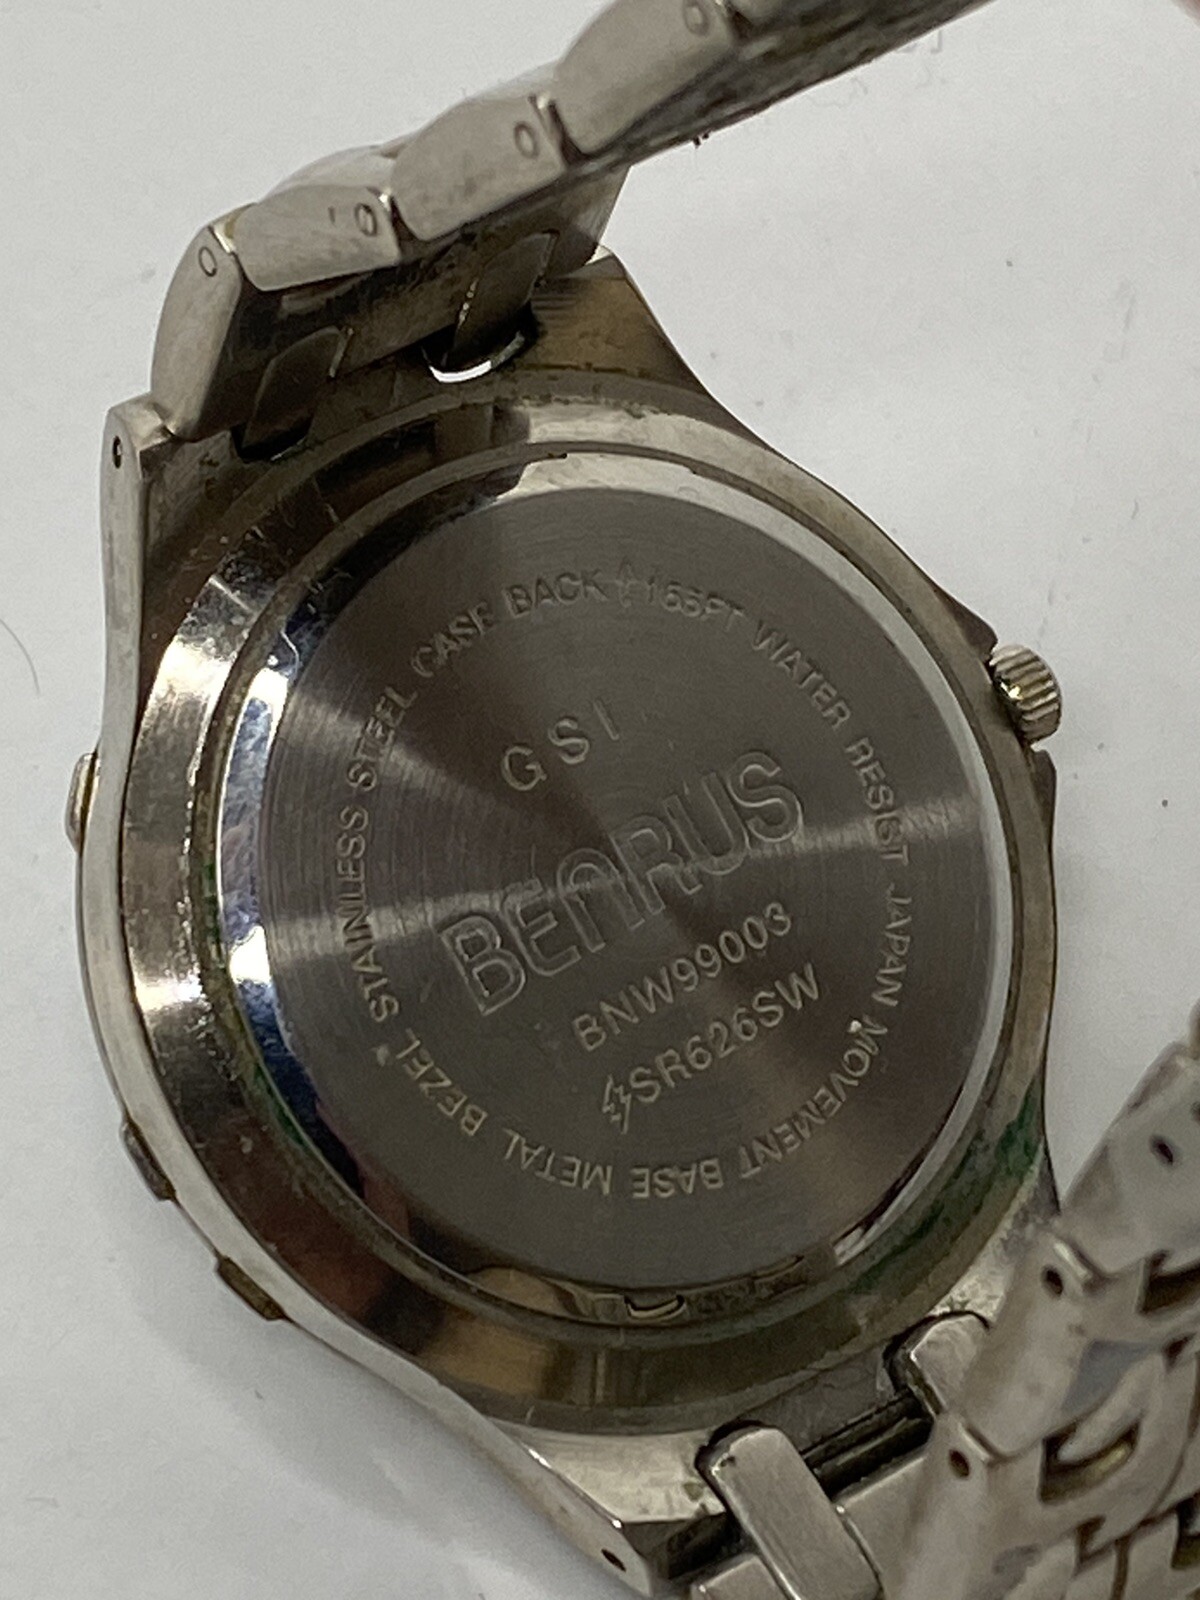 STAINLESS STEEL CASE BACK 165FT WATER RESIST JAPAN MOVEMENT BASE METAL BEZEL
GSI
BENRUS
BNW99003
SR626SW